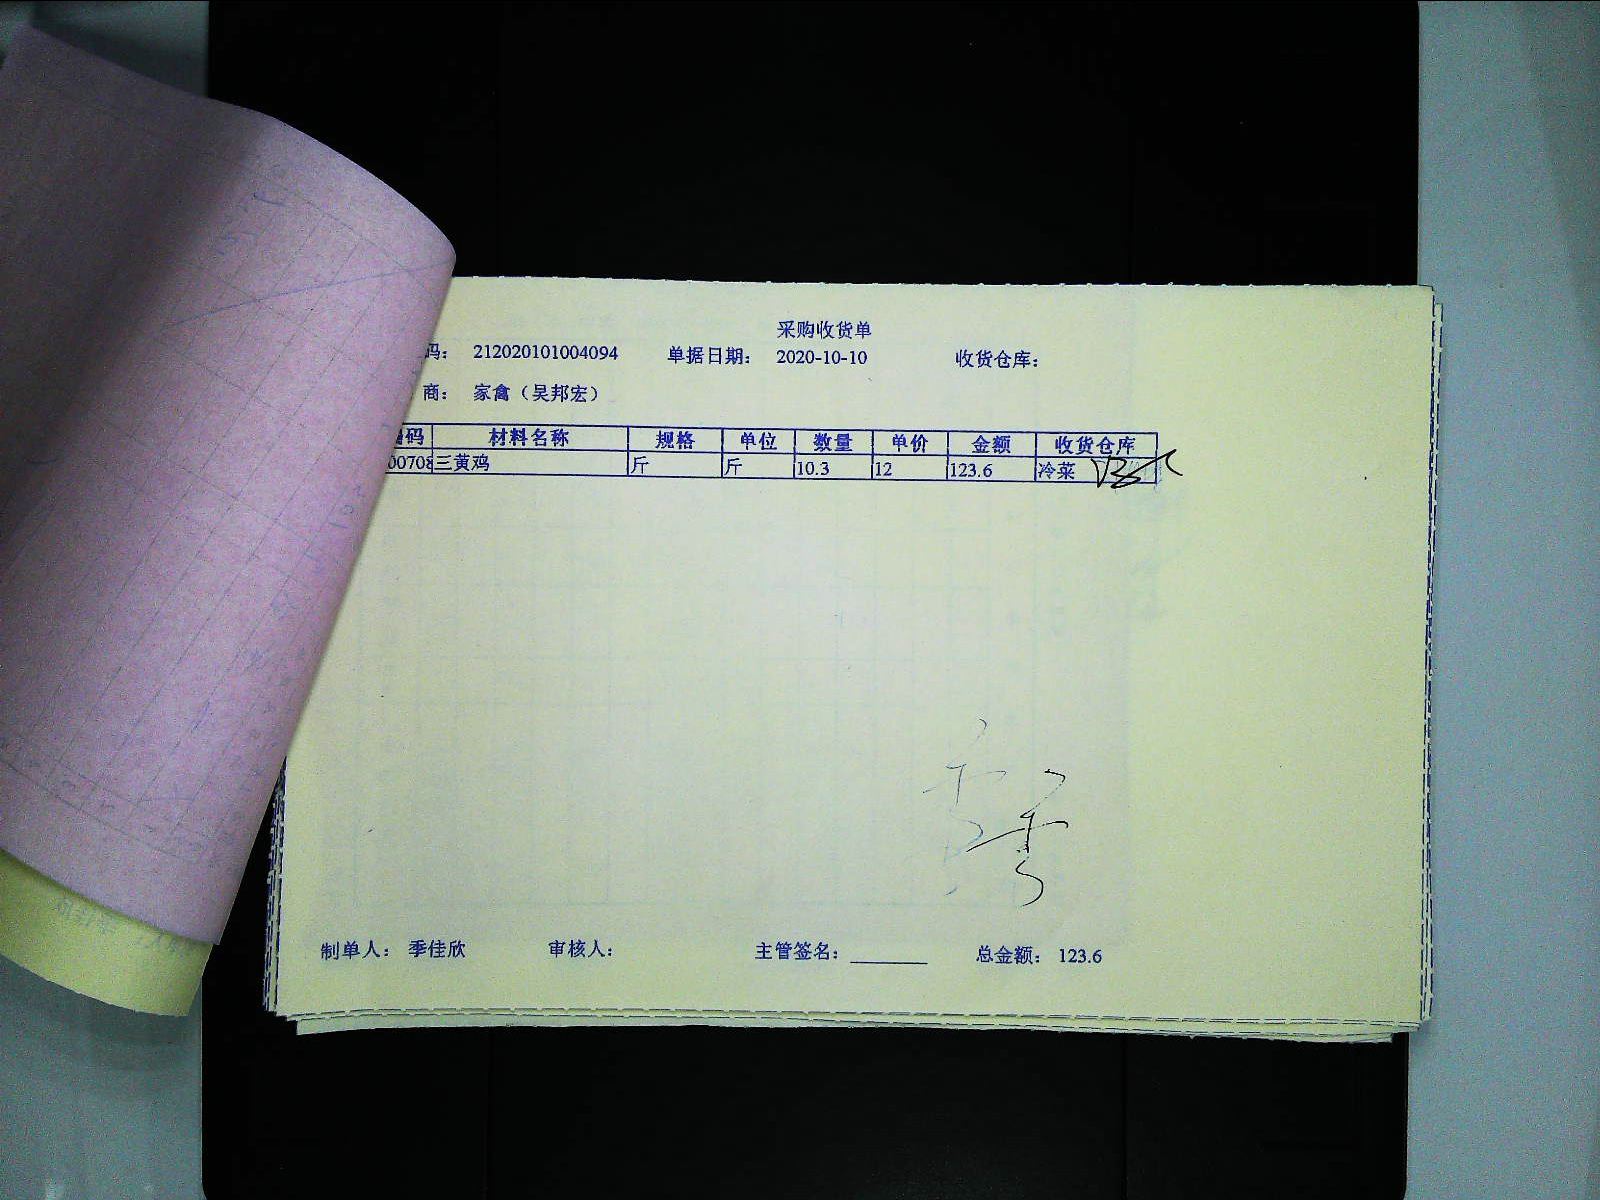 采购收货单
码： 212020101004094 单据日期： 2020-10-10 收货仓库：
商： 家禽（吴邦宏）
编码 材料名称 规格 单位 数量 单价 金额 收货仓库
00708 三黄鸡 斤 斤 10.3 12 123.6 冷菜
制单人： 季佳欣 审核人： 主管签名：________ 总金额： 123.6